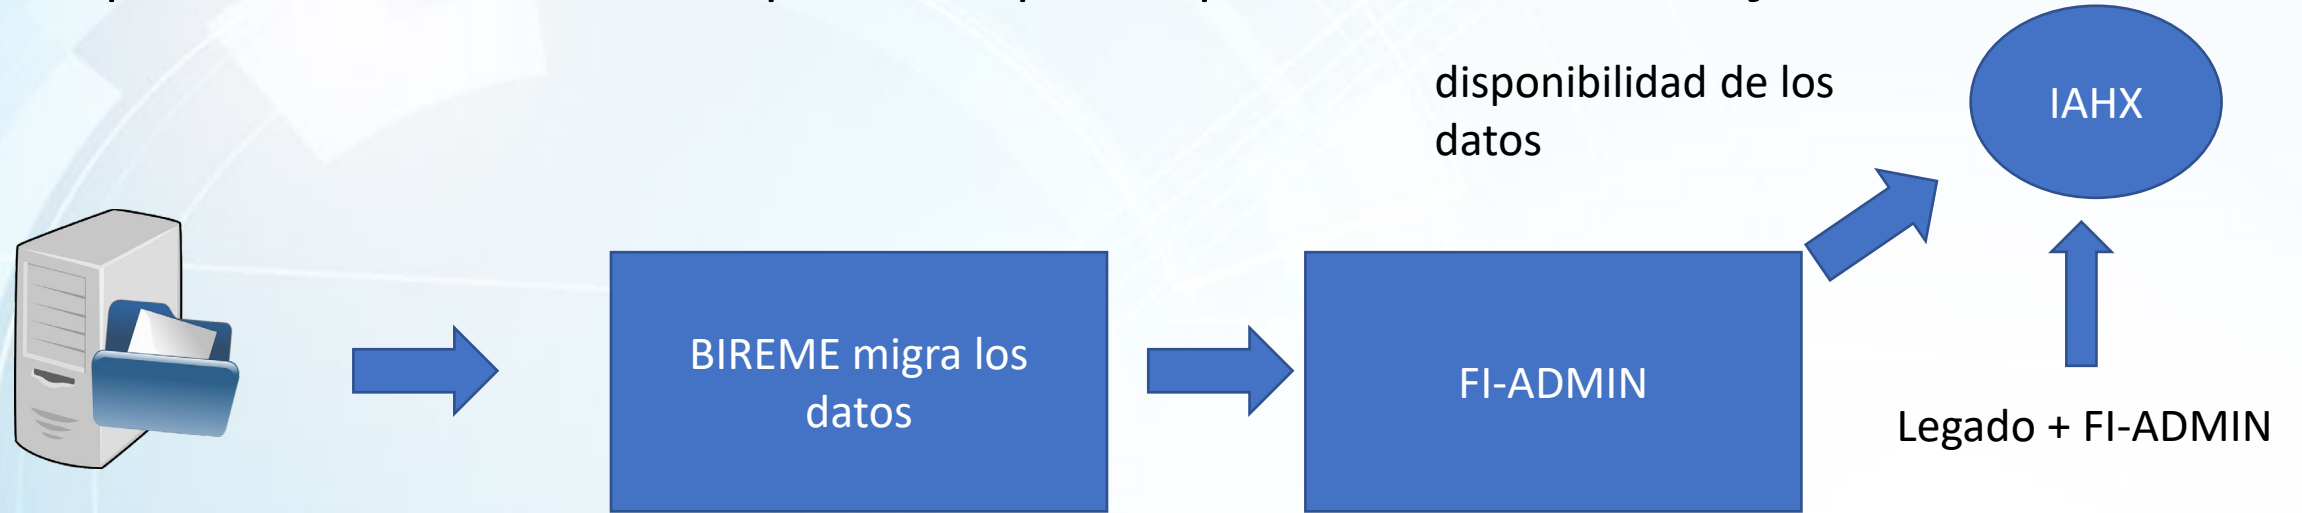 disponibilidad de los
datos
IAHX
BIREME migra los
datos
FI-ADMIN
Legado + FI-ADMIN